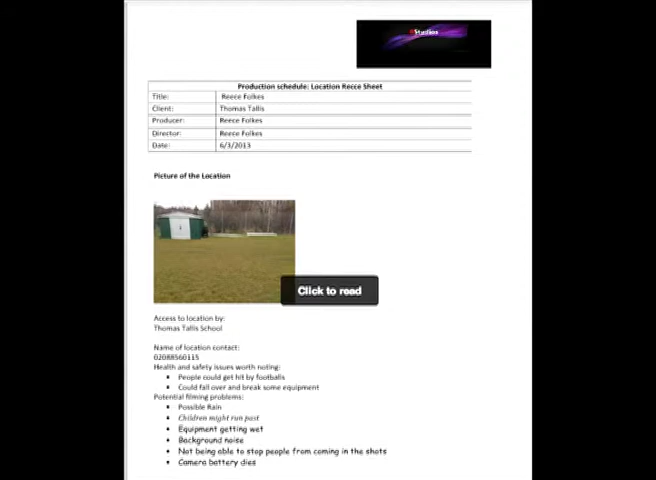 Studios
Production schedule: Location Recce Sheet
Title: Reece Folkes
Client: Thomas Tallis
Producer: Reece Folkes
Director: Reece Folkes
Date: 6/3/2013
Picture of the Location
Click to read
Access to location by:
Thomas Tallis School
Name of location contact:
02088560115
Health and safety issues worth noting:
• People could get hit by footballs
• Could fall over and break some equipment
Potential filming problems:
• Possible Rain
• Children might run past
• Equipment getting wet
• Background noise
• Not being able to stop people from coming in the shots
• Camera battery dies